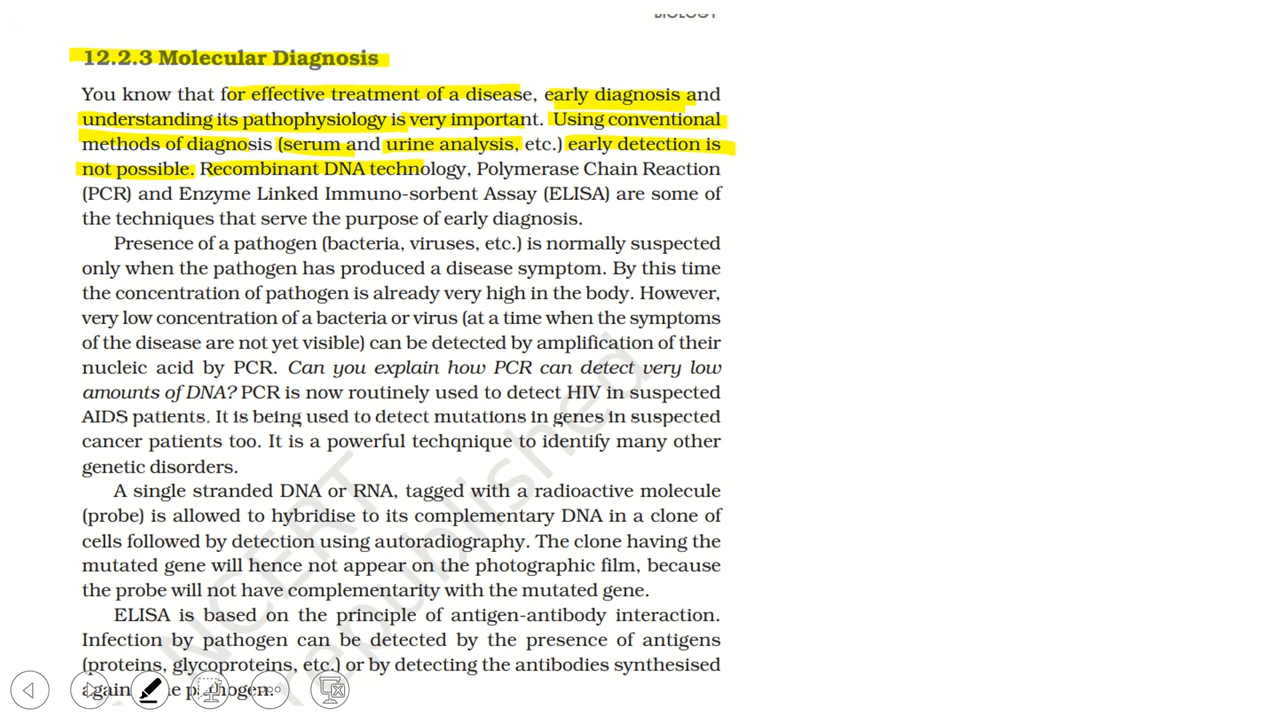 BIOLOGY
12.2.3 Molecular Diagnosis
You know that for effective treatment of a disease, early diagnosis and
understanding its pathophysiology is very important. Using conventional
methods of diagnosis (serum and urine analysis, etc.) early detection is
not possible. Recombinant DNA technology, Polymerase Chain Reaction
(PCR) and Enzyme Linked Immuno-sorbent Assay (ELISA) are some of
the techniques that serve the purpose of early diagnosis.
Presence of a pathogen (bacteria, viruses, etc.) is normally suspected
only when the pathogen has produced a disease symptom. By this time
the concentration of pathogen is already very high in the body. However,
very low concentration of a bacteria or virus (at a time when the symptoms
of the disease are not yet visible) can be detected by amplification of their
nucleic acid by PCR. Can you explain how PCR can detect very low
amounts of DNA? PCR is now routinely used to detect HIV in suspected
AIDS patients. It is being used to detect mutations in genes in suspected
cancer patients too. It is a powerful techqnique to identify many other
genetic disorders.
A single stranded DNA or RNA, tagged with a radioactive molecule
(probe) is allowed to hybridise to its complementary DNA in a clone of
cells followed by detection using autoradiography. The clone having the
mutated gene will hence not appear on the photographic film, because
the probe will not have complementarity with the mutated gene.
ELISA is based on the principle of antigen-antibody interaction.
Infection by pathogen can be detected by the presence of antigens
(proteins, glycoproteins, etc.) or by detecting the antibodies synthesised
pathogen.
NCERT
republished